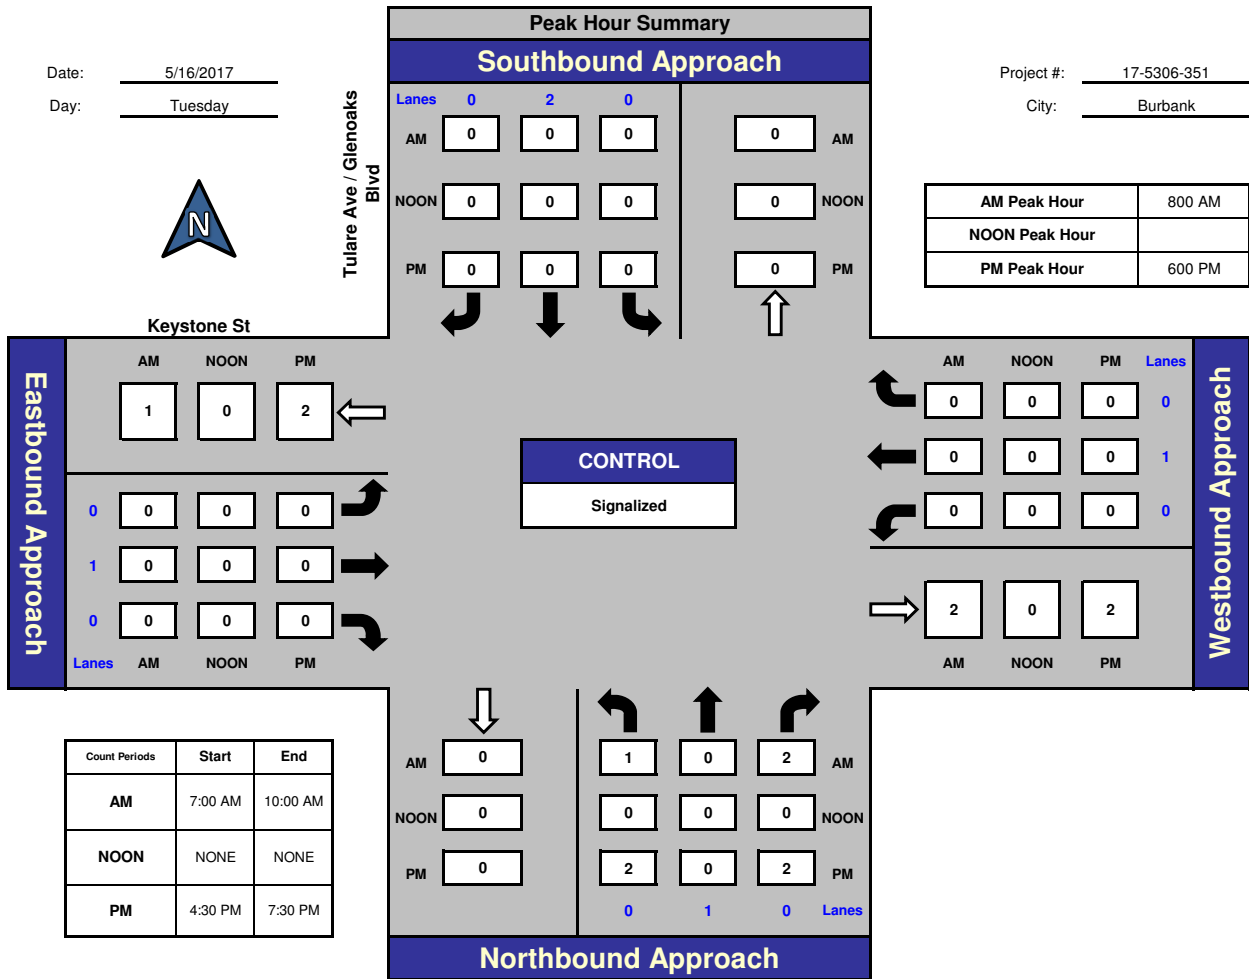 Peak Hour Summary
Southbound Approach
Date: 5/16/2017
Day: Tuesday
Project #: 17-5306-351
City: Burbank
N
Tulare Ave / Glenoaks
Blvd
Lanes 0 2 0
AM 0 0 0 0 AM
NOON 0 0 0 0 NOON
PM 0 0 0 0 PM
AM Peak Hour 800 AM
NOON Peak Hour
PM Peak Hour 600 PM
Keystone St
Eastbound Approach
AM NOON PM
1 0 2
0 0 0 0
1 0 0 0
0 0 0 0
Lanes AM NOON PM
CONTROL
Signalized
AM NOON PM Lanes
0 0 0 0
0 0 0 1
0 0 0 0
2 0 2
AM NOON PM
Westbound Approach
Count Periods Start End
AM 7:00 AM 10:00 AM
NOON NONE NONE
PM 4:30 PM 7:30 PM
AM 0 1 0 2 AM
NOON 0 0 0 0 NOON
PM 0 2 0 2 PM
0 1 0 Lanes
Northbound Approach